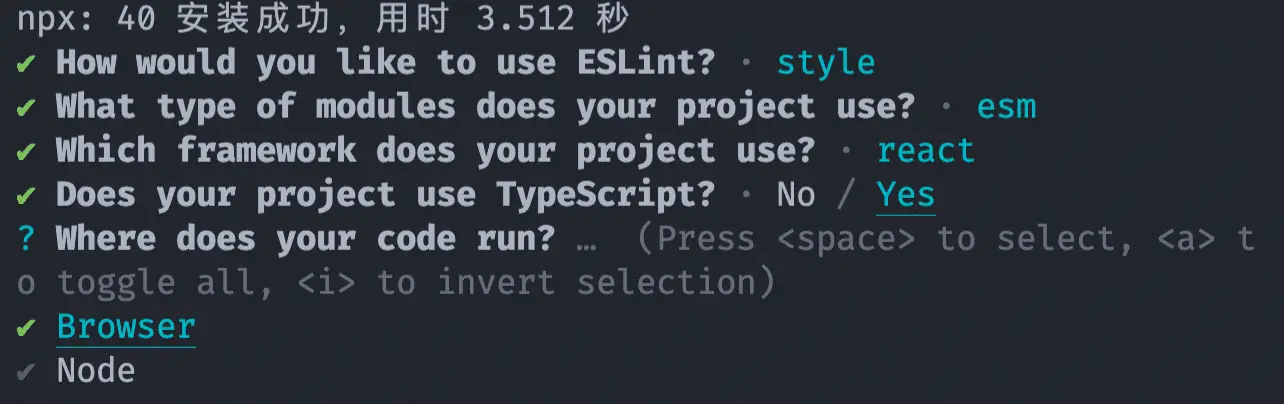 npx: 40 安装成功, 用时 3.512 秒
✔ How would you like to use ESLint? · style
✔ What type of modules does your project use? · esm
✔ Which framework does your project use? · react
✔ Does your project use TypeScript? · No / Yes
? Where does your code run? … (Press <space> to select, <a> t
o toggle all, <i> to invert selection)
✔ Browser
✔ Node